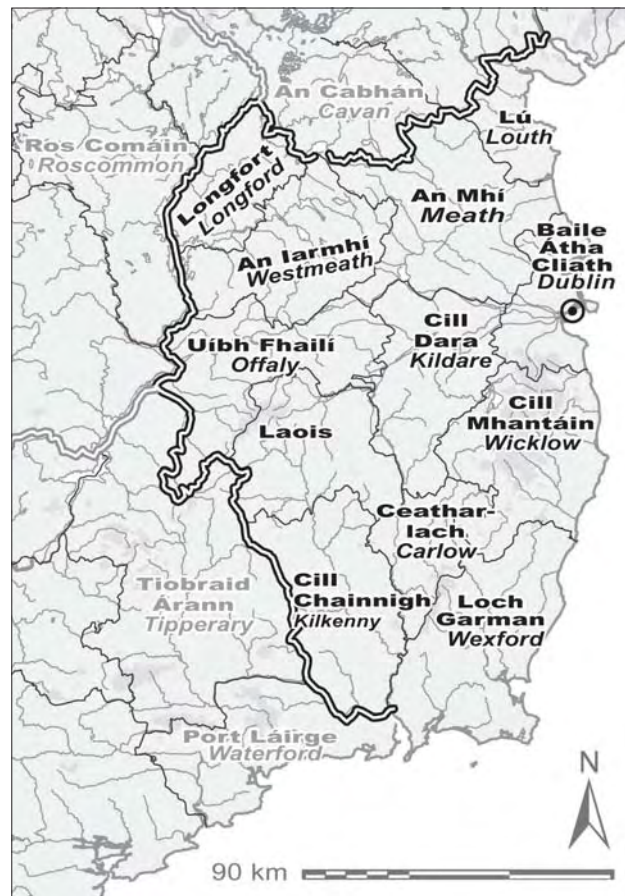 An Cabhán
Cavan
Lú
Louth
Ros Comáin
Roscommon
Longfort
Longford
An Mhí
Meath
An Iarmhí
Westmeath
Baile
Átha
Cliath
Dublin
Uíbh Fhailí
Offaly
Cill
Dara
Kildare
Laois
Cill
Mhantáin
Wicklow
Ceathar-
lach
Carlow
Tiobraid
Árann
Tipperary
Cill
Chainnigh
Kilkenny
Loch
Garman
Wexford
Port Láirge
Waterford
N
90 km